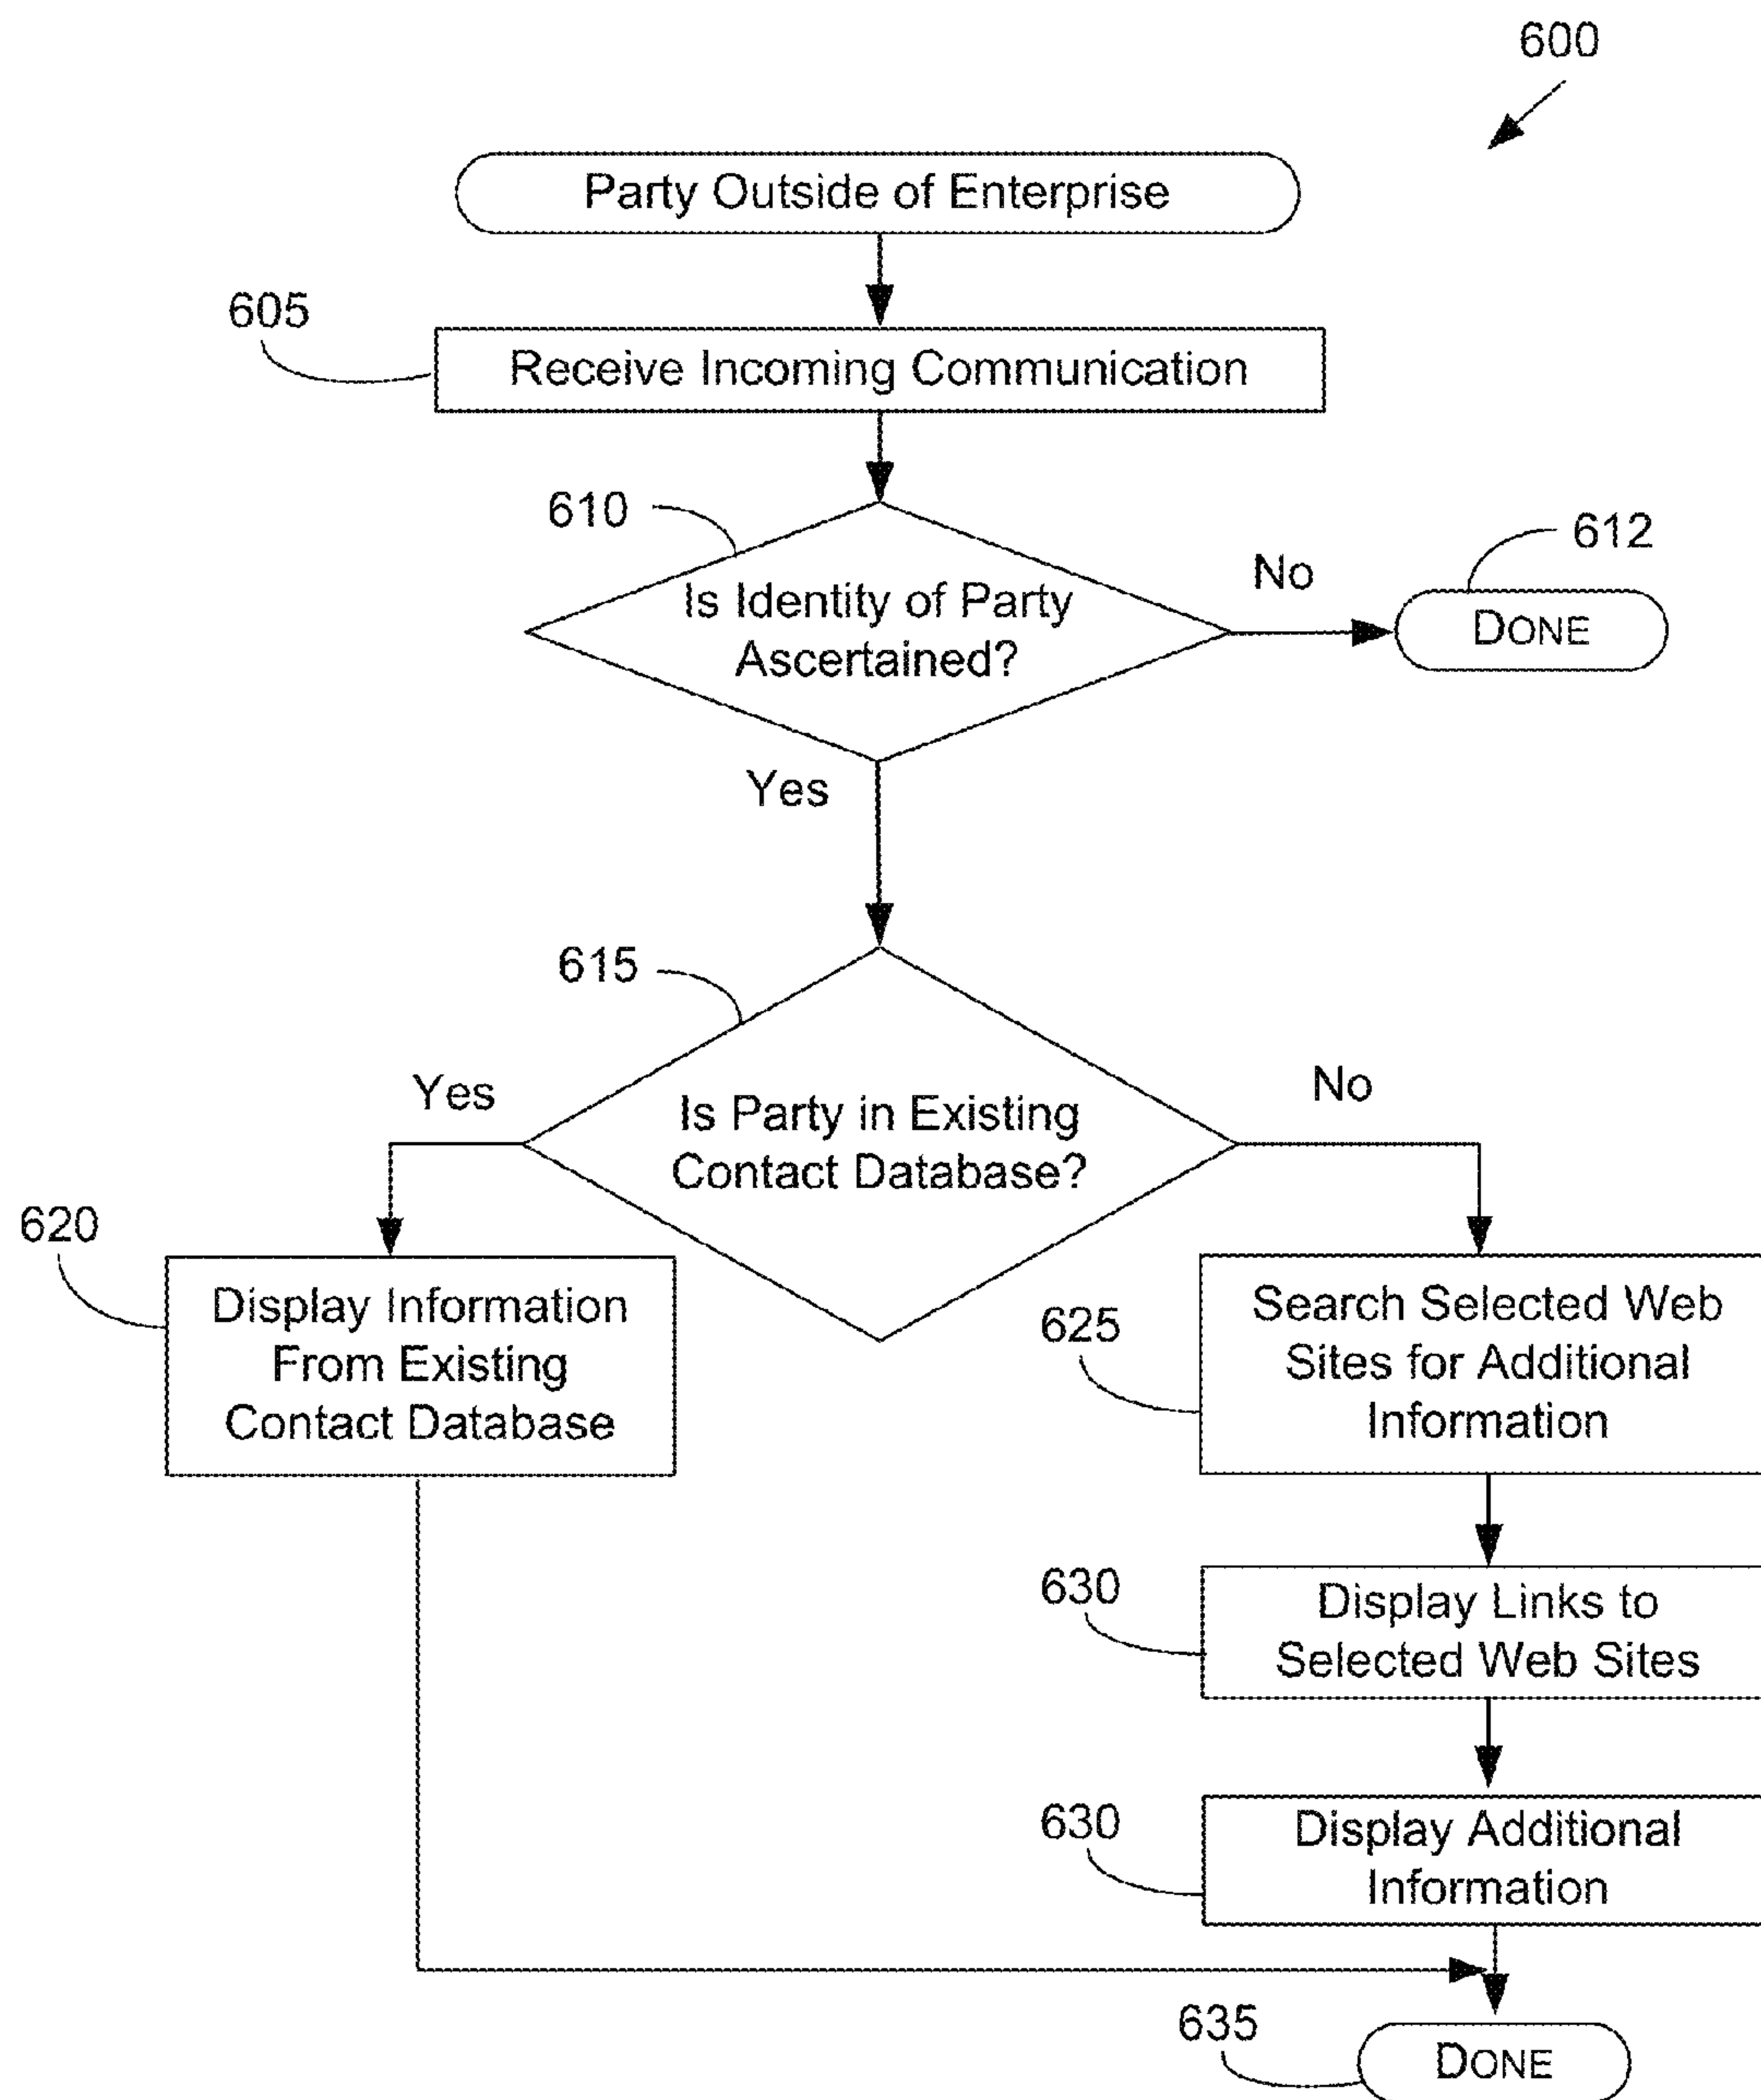 600
Party Outside of Enterprise
605
Receive Incoming Communication
610
612
No
Is Identity of Party
Ascertained?
DONE
Yes
615
Yes
No
Is Party in Existing
Contact Database?
620
Display Information
From Existing
Contact Database
625
Search Selected Web
Sites for Additional
Information
630
Display Links to
Selected Web Sites
630
Display Additional
Information
635
DONE